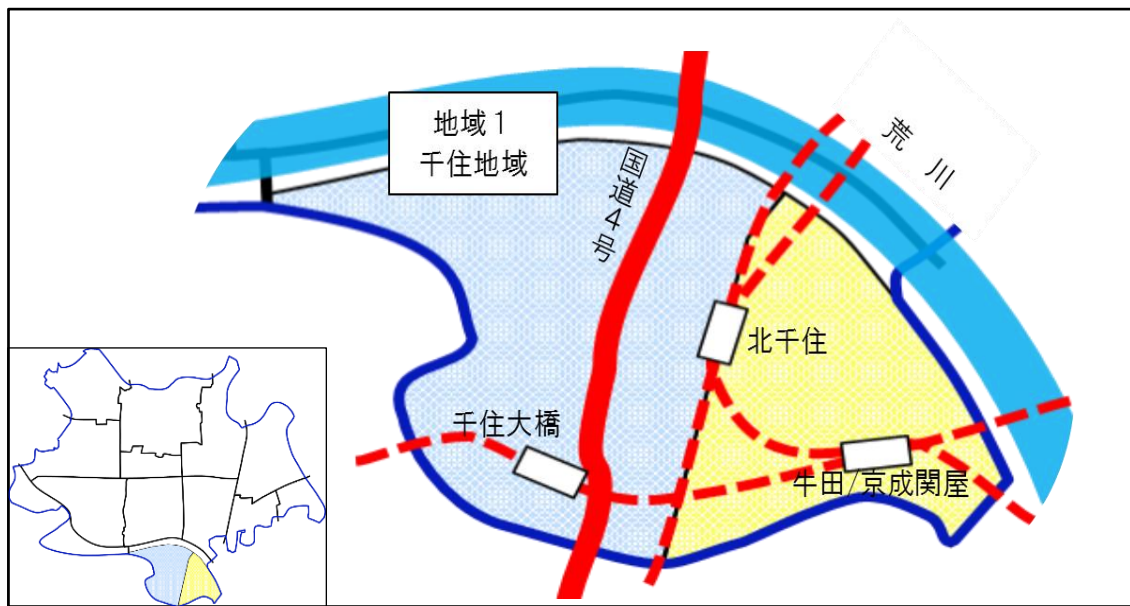 地域1
千住地域
国道4号
荒川
北千住
千住大橋
牛田/京成関屋